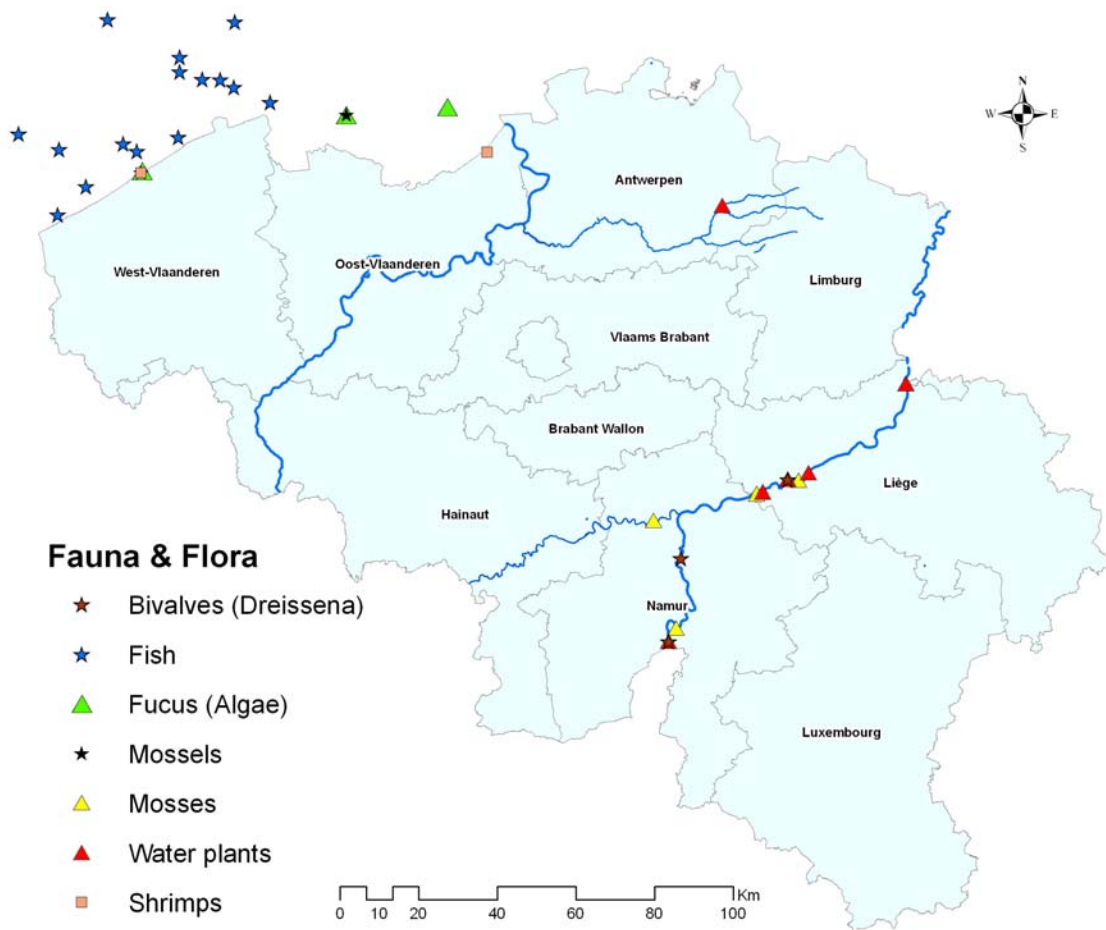 N
W E
S
Antwerpen
West-Vlaanderen
Oost-Vlaanderen
Limburg
Vlaams Brabant
Brabant Wallon
Liège
Hainaut
Namur
Luxembourg
Fauna & Flora
Bivalves (Dreissena)
Fish
Fucus (Algae)
Mossels
Mosses
Water plants
Shrimps
Km
0 10 20 40 60 80 100